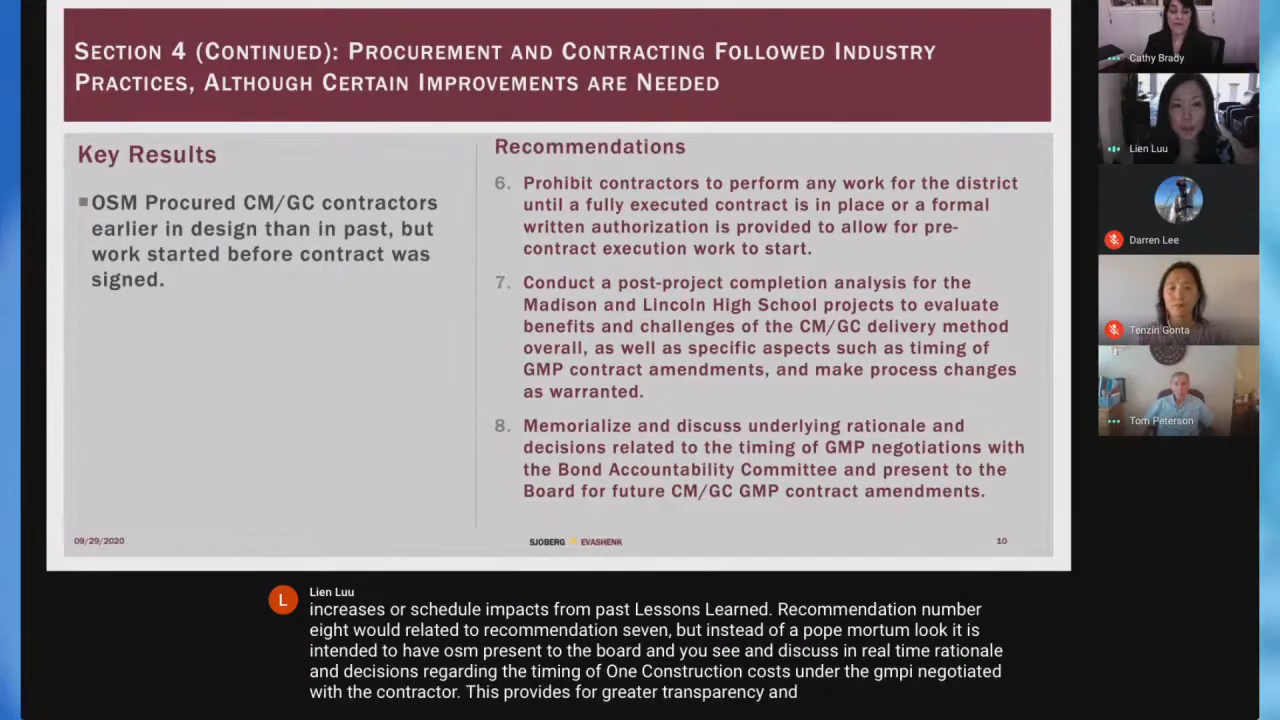 SECTION 4 (CONTINUED): PROCUREMENT AND CONTRACTING FOLLOWED INDUSTRY
PRACTICES, ALTHOUGH CERTAIN IMPROVEMENTS ARE NEEDED
Key Results
OSM Procured CM/GC contractors
earlier in design than in past, but
work started before contract was
signed.
Recommendations
6. Prohibit contractors to perform any work for the district
until a fully executed contract is in place or a formal
written authorization is provided to allow for pre-
contract execution work to start.
7. Conduct a post-project completion analysis for the
Madison and Lincoln High School projects to evaluate
benefits and challenges of the CM/GC delivery method
overall, as well as specific aspects such as timing of
GMP contract amendments, and make process changes
as warranted.
8. Memorialize and discuss underlying rationale and
decisions related to the timing of GMP negotiations with
the Bond Accountability Committee and present to the
Board for future CM/GC GMP contract amendments.
09/29/2020
SJOBERG EVASHENK
10
Cathy Brady
Lien Luu
Darren Lee
Tenzin Gonta
Tom Peterson
L
Lien Luu
increases or schedule impacts from past Lessons Learned. Recommendation number
eight would related to recommendation seven, but instead of a pope mortum look it is
intended to have osm present to the board and you see and discuss in real time rationale
and decisions regarding the timing of One Construction costs under the gmpi negotiated
with the contractor. This provides for greater transparency and